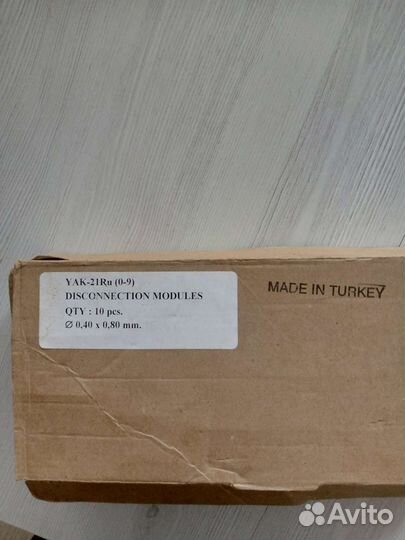 YAK-21Ru (0-9)
DISCONNECTION MODULES
QTY : 10 pcs.
Ø 0,40 x 0,80 mm.
MADE IN TURKEY
Avito